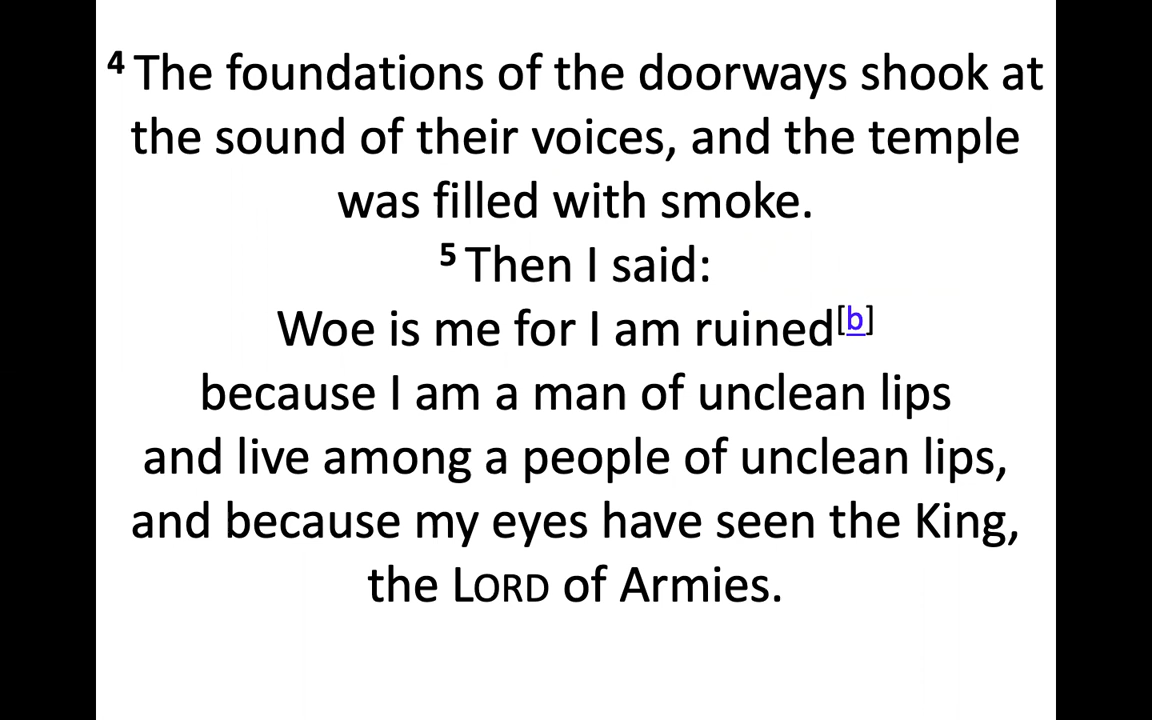 4 The foundations of the doorways shook at
the sound of their voices, and the temple
was filled with smoke.
5 Then I said:
Woe is me for I am ruined[b]
because I am a man of unclean lips
and live among a people of unclean lips,
and because my eyes have seen the King,
the LORD of Armies.